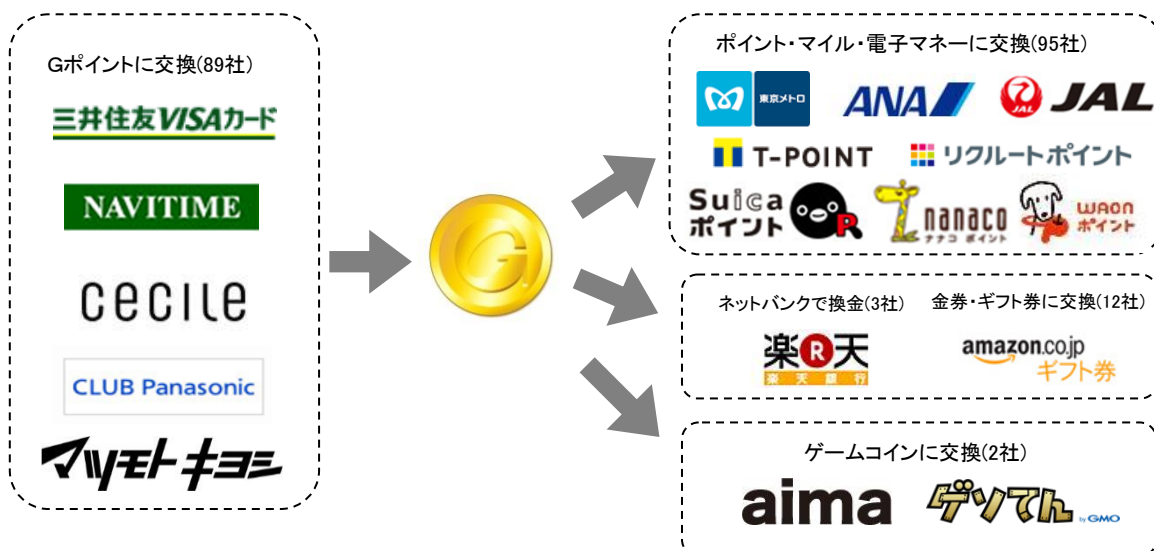 Gポイントに交換(89社)
三井住友VISAカード
NAVITIME
cecile
CLUB Panasonic
マツモトキヨシ
G
ポイント・マイル・電子マネーに交換(95社)
東京メトロ
ANA
JAL
JAL
T-POINT
リクルートポイント
Suica
ポイント
R
nanaco
ナナコ ポイント
WAON
ポイント
ネットバンクで換金(3社)
楽R天
楽天銀行
金券・ギフト券に交換(12社)
amazon.co.jp
ギフト券
ゲームコインに交換(2社)
aima
ゲソてん
by GMO